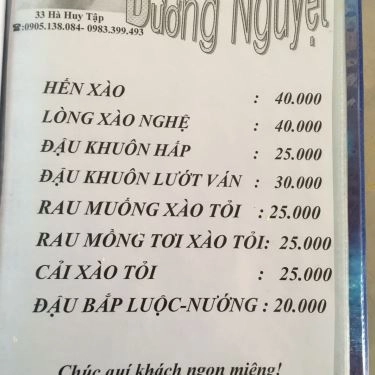 Dương Nguyệt
33 Hà Huy Tập
☎:0905.138.084- 0983.399.493
HẾN XÀO : 40.000
LÒNG XÀO NGHỆ : 40.000
ĐẬU KHUÔN HẤP : 25.000
ĐẬU KHUÔN LƯỚT VÁN : 30.000
RAU MUỐNG XÀO TỎI : 25.000
RAU MỒNG TƠI XÀO TỎI: 25.000
CẢI XÀO TỎI : 25.000
ĐẬU BẮP LUỘC-NƯỚNG : 20.000
Chúc quí khách ngon miệng!